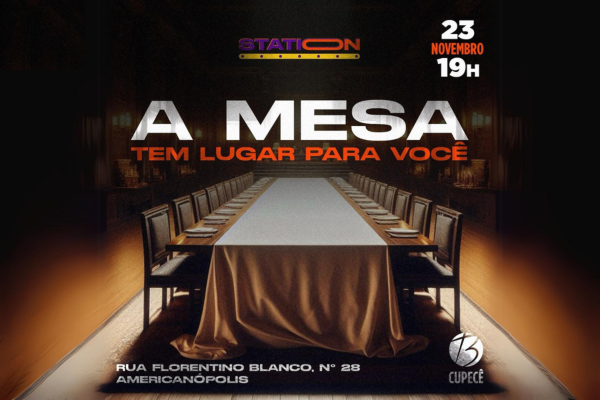 STATION
23
NOVEMBRO
19H
A MESA
TEM LUGAR PARA VOCÊ
RUA FLORENTINO BLANCO, Nº 28
AMERICANÓPOLIS
CUPECÊ